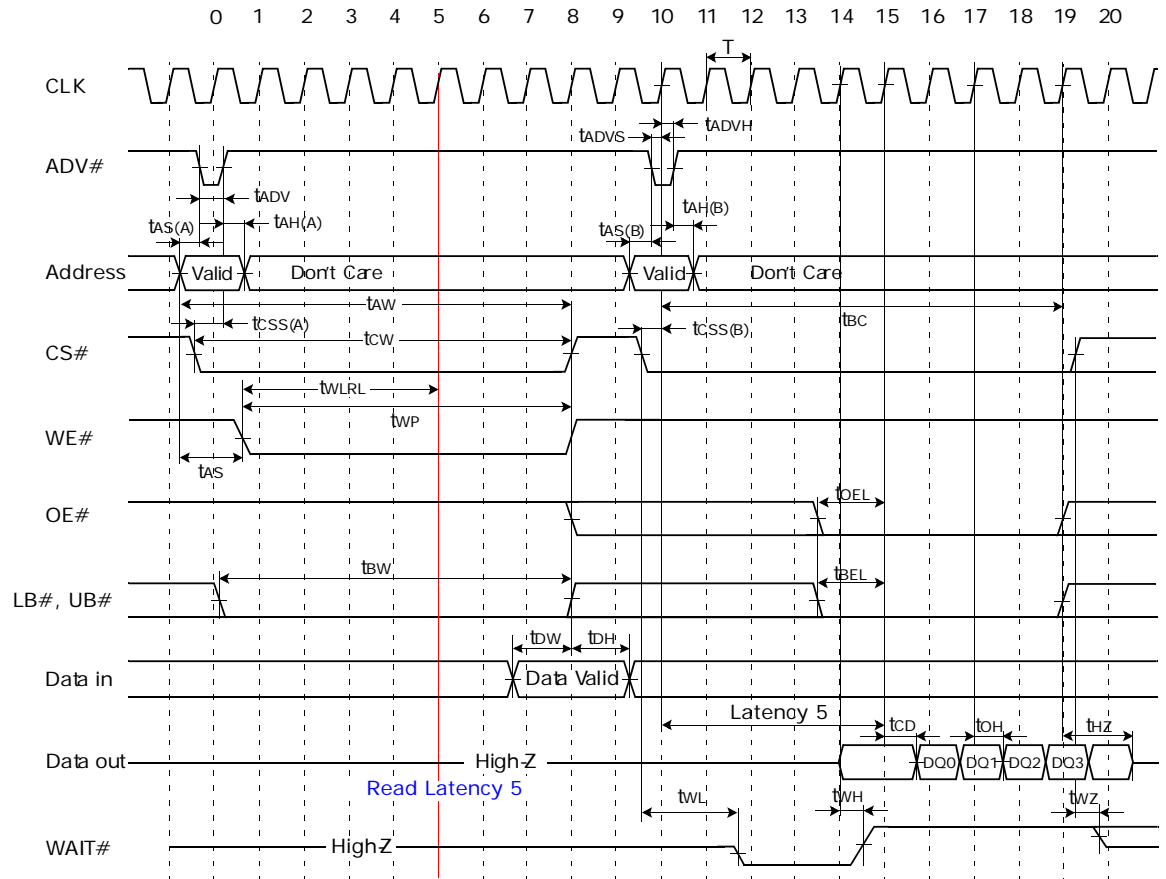 0 1 2 3 4 5 6 7 8 9 10 11 12 13 14 15 16 17 18 19 20
T
CLK
tADVS tADVH
ADV#
tADV
tAH(A) tAH(B)
tAS(A) tAS(B)
Address Valid Don't Care Valid Don't Care
tAW tBC
tCSS(A) tCSS(B)
CS# tCW
tWLRL
tWP
WE#
tAS
OE# tOEL
tBW tBEL
LB#, UB#
tDW tDH
Data in Data Valid
Latency 5
tCD tOH tHZ
Data out High-Z DQ0 DQ1 DQ2 DQ3
Read Latency 5
tWL tWH tWZ
WAIT# High-Z